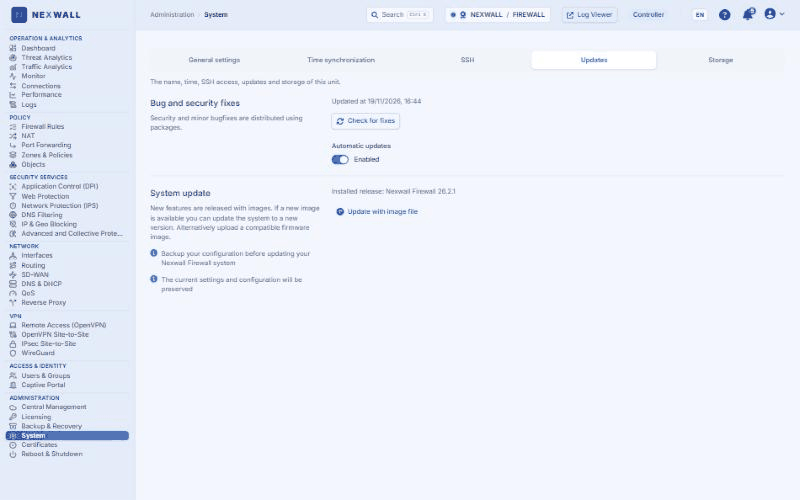 NEXWALL
Administration
System
Search
Ctrl K
NEXWALL / FIREWALL
Log Viewer
Controller
EN
OPERATION & ANALYTICS
Dashboard
Threat Analytics
Traffic Analytics
Monitor
Connections
Performance
Logs
POLICY
Firewall Rules
NAT
Port Forwarding
Zones & Policies
Objects
SECURITY SERVICES
Application Control (DPI)
Web Protection
Network Protection (IPS)
DNS Filtering
IP & Geo Blocking
Advanced and Collective Prote...
NETWORK
Interfaces
Routing
SD-WAN
DNS & DHCP
QoS
Reverse Proxy
VPN
Remote Access (OpenVPN)
OpenVPN Site-to-Site
IPsec Site-to-Site
WireGuard
ACCESS & IDENTITY
Users & Groups
Captive Portal
ADMINISTRATION
Central Management
Licensing
Backup & Recovery
System
Certificates
Reboot & Shutdown
General settings
Time synchronization
SSH
Updates
Storage
The name, time, SSH access, updates and storage of this unit.
Bug and security fixes
Security and minor bugfixes are distributed using
packages.
Updated at 19/11/2026, 16:44
Check for fixes
Automatic updates
Enabled
System update
New features are released with images. If a new image
is available you can update the system to a new
version. Alternatively upload a compatible firmware
image.
Backup your configuration before updating your
Nexwall Firewall system
The current settings and configuration will be
preserved
Installed release: Nexwall Firewall 26.2.1
Update with image file